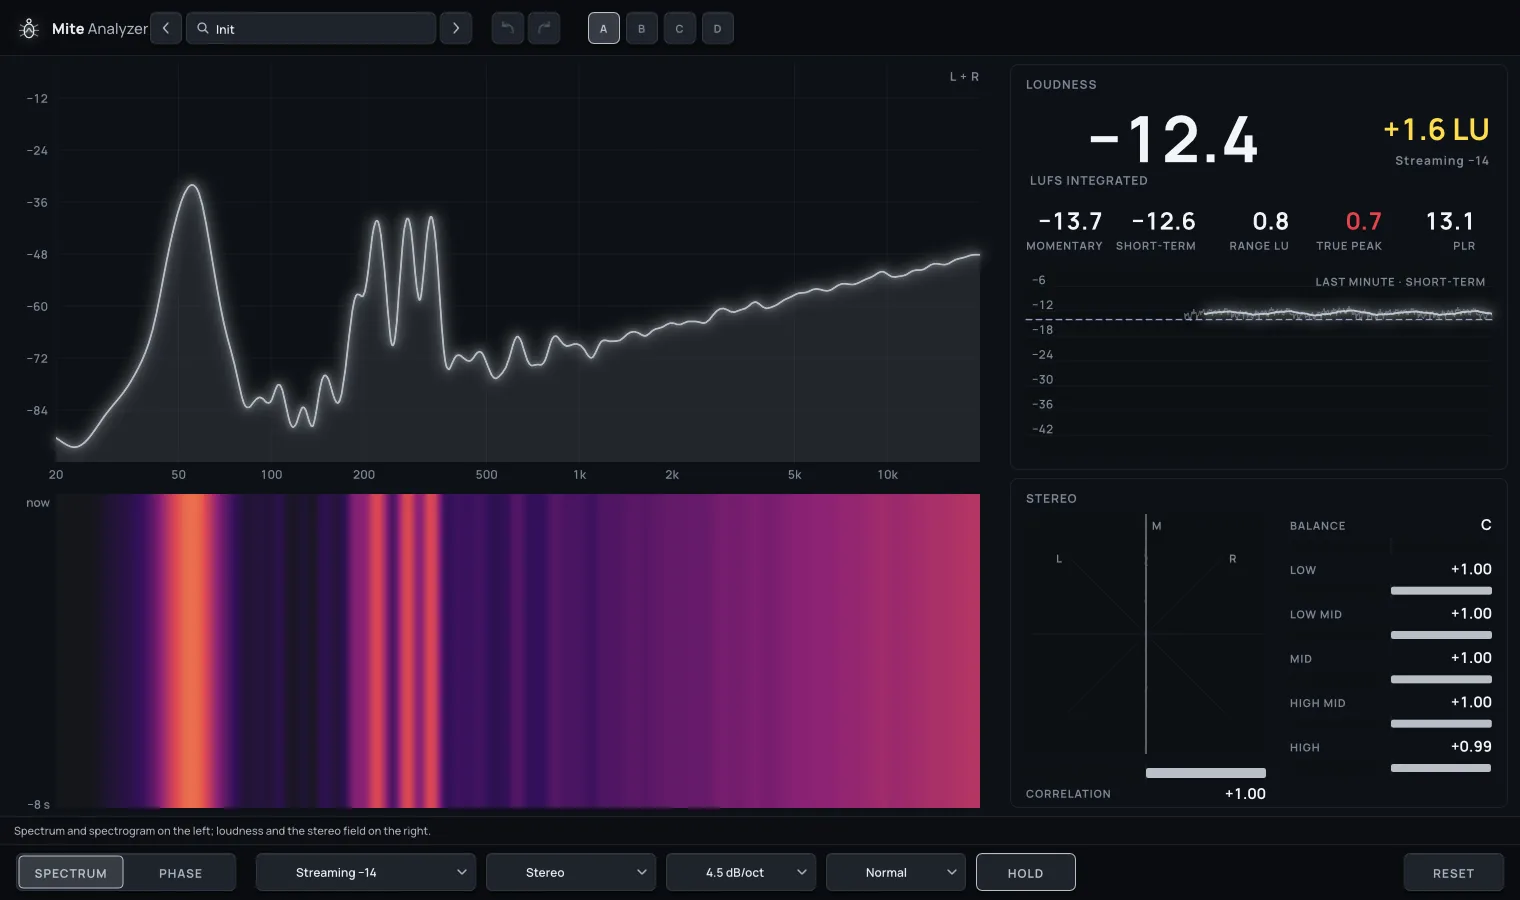 Mite Analyzer
Init
A B C D
L + R
−12
−24
−36
−48
−60
−72
−84
20 50 100 200 500 1k 2k 5k 10k
now
−8 s
LOUDNESS
−12.4
LUFS INTEGRATED
+1.6 LU
Streaming −14
−13.7 −12.6 0.8 0.7 13.1
MOMENTARY SHORT-TERM RANGE LU TRUE PEAK PLR
LAST MINUTE · SHORT-TERM
−6
−12
−18
−24
−30
−36
−42
STEREO
M
L R
CORRELATION +1.00
BALANCE C
LOW +1.00
LOW MID +1.00
MID +1.00
HIGH MID +1.00
HIGH +0.99
Spectrum and spectrogram on the left; loudness and the stereo field on the right.
SPECTRUM PHASE Streaming −14 Stereo 4.5 dB/oct Normal HOLD RESET